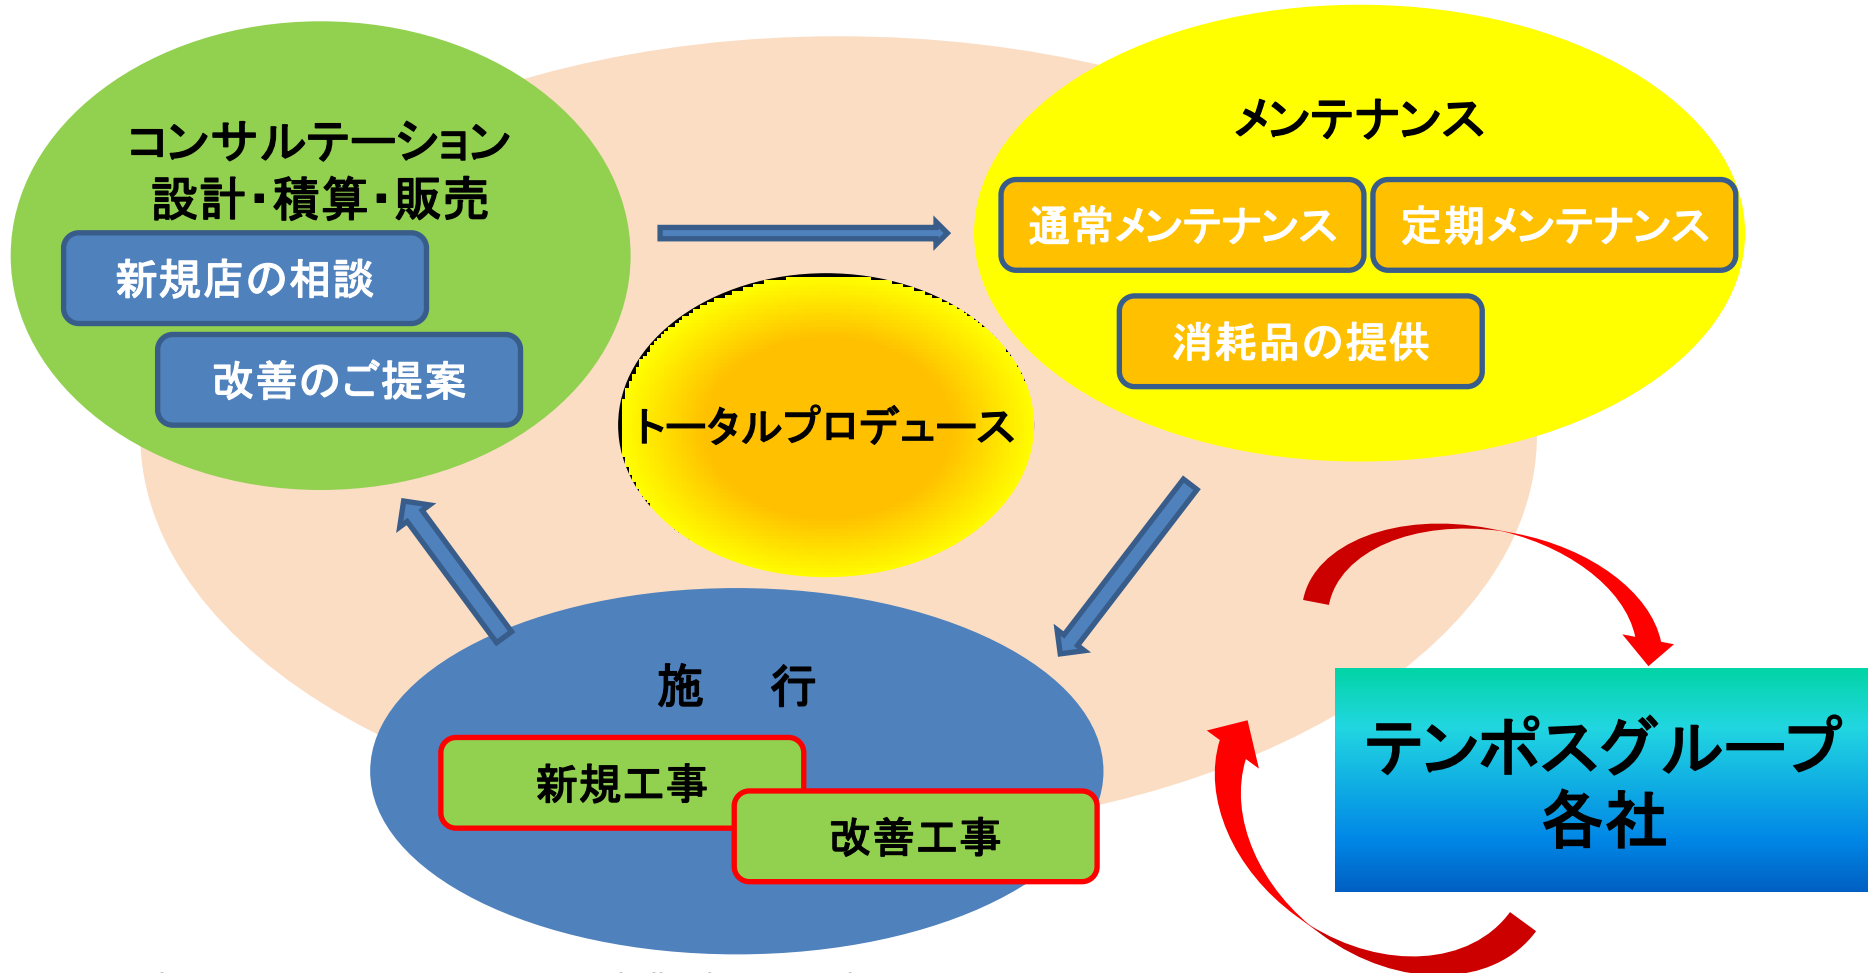 コンサルテーション
設計・積算・販売
新規店の相談
改善のご提案
メンテナンス
通常メンテナンス
定期メンテナンス
消耗品の提供
トータルプロデュース
施　行
新規工事
改善工事
テンポスグループ
各社